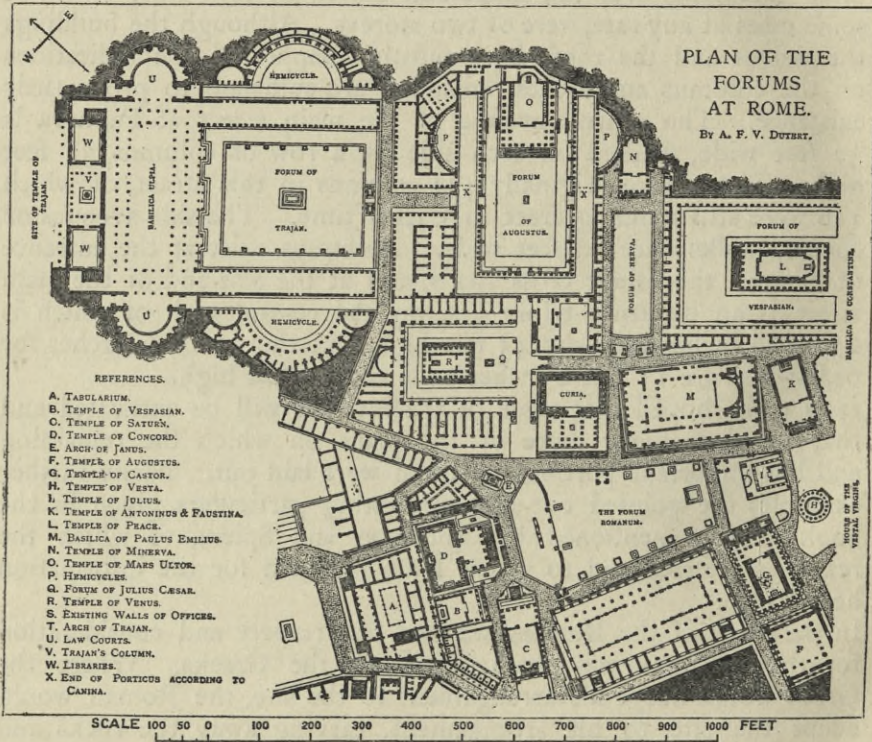 PLAN OF THE
FORUMS
AT ROME.
BY A. F. V. DUTERT.
W
E
U
HEMICYCLE.
SITE OF TEMPLE OF
TRAJAN.
W
V
W
BASILICA ULPIA.
FORUM OF
TRAJAN.
U
HEMICYCLE.
O
P
P
X
X
FORUM
OF
AUGUSTUS.
N
FORUM OF NERVA.
FORUM OF
L
VESPASIAN.
BASILICA OF CONSTANTINE.
R
Q
S
CURIA.
S
S
M
K
E
THE FORUM
ROMANUM.
I
H
HOUSE OF THE
VESTAL VIRGINS.
D
A
B
C
G
F
REFERENCES.
A. TABULARIUM.
B. TEMPLE OF VESPASIAN.
C. TEMPLE OF SATURN.
D. TEMPLE OF CONCORD.
E. ARCH OF JANUS.
F. TEMPLE OF AUGUSTUS.
G. TEMPLE OF CASTOR.
H. TEMPLE OF VESTA.
I. TEMPLE OF JULIUS.
K. TEMPLE OF ANTONINUS & FAUSTINA.
L. TEMPLE OF PEACE.
M. BASILICA OF PAULUS EMILIUS.
N. TEMPLE OF MINERVA.
O. TEMPLE OF MARS ULTOR.
P. HEMICYCLES.
Q. FORUM OF JULIUS CÆSAR.
R. TEMPLE OF VENUS.
S. EXISTING WALLS OF OFFICES.
T. ARCH OF TRAJAN.
U. LAW COURTS.
V. TRAJAN'S COLUMN.
W. LIBRARIES.
X. END OF PORTICUS ACCORDING TO
CANINA.
SCALE 100 50 0 100 200 300 400 500 600 700 800 900 1000 FEET